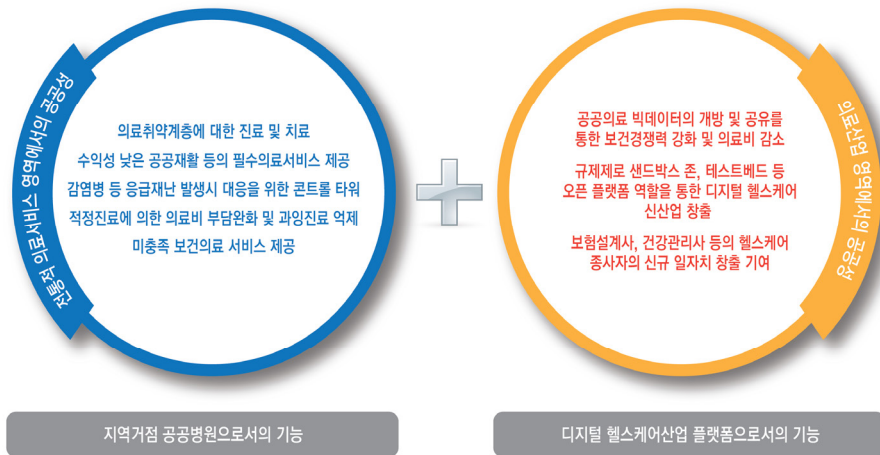 전통적 의료서비스 영역에서의 공공성
의료취약계층에 대한 진료 및 치료
수익성 낮은 공공재활 등의 필수의료서비스 제공
감염병 등 응급재난 발생시 대응을 위한 콘트롤 타워
적정진료에 의한 의료비 부담완화 및 과잉진료 억제
미충족 보건의료 서비스 제공
지역거점 공공병원으로서의 기능
의료산업 영역에서의 공공성
공공의료 빅데이터의 개방 및 공유를
통한 보건경쟁력 강화 및 의료비 감소
규제제로 샌드박스 존, 테스트베드 등
오픈 플랫폼 역할을 통한 디지털 헬스케어
신산업 창출
보험설계사, 건강관리사 등의 헬스케어
종사자의 신규 일자치 창출 기여
디지털 헬스케어산업 플랫폼으로서의 기능